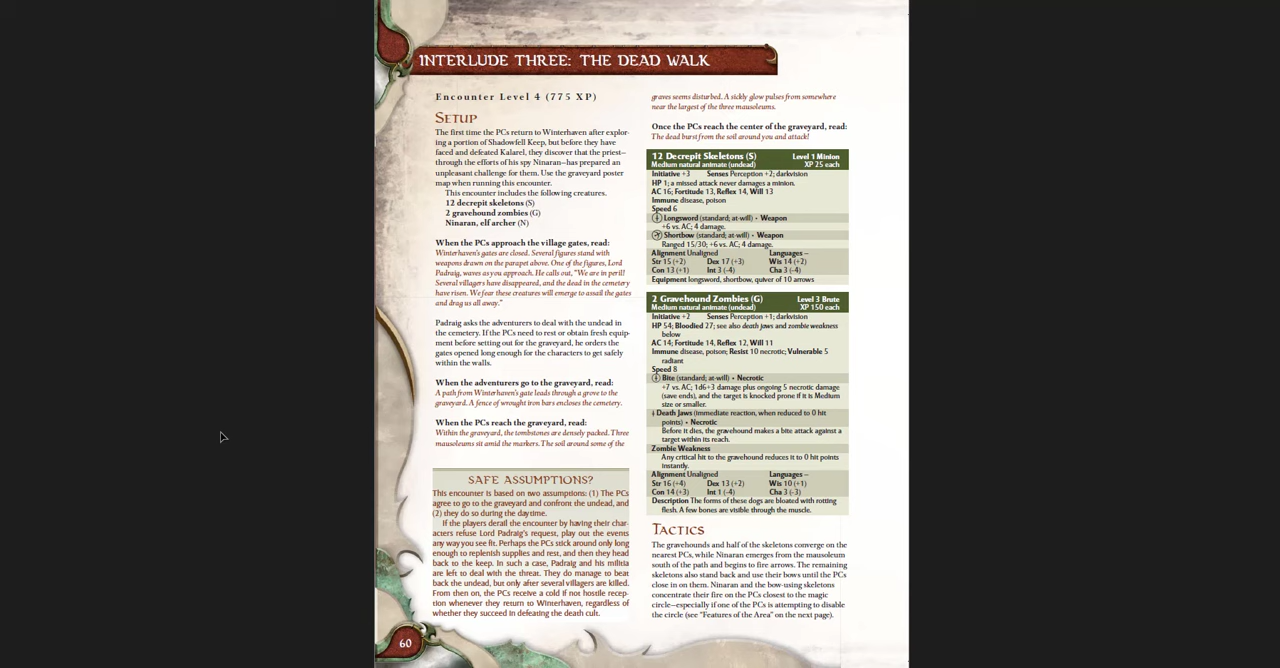 INTERLUDE THREE: THE DEAD WALK
Encounter Level 4 (775 XP)
SETUP
The first time the PCs return to Winterhaven after explor-
ing a portion of Shadowfell Keep, but before they have
faced and defeated Kalarel, they discover that the priest—
through the efforts of his spy Ninaran—has prepared an
unpleasant challenge for them. Use the graveyard poster
map when running this encounter.
This encounter includes the following creatures.
12 decrepit skeletons (S)
2 gravehound zombies (G)
Ninaran, elf archer (N)
When the PCs approach the village gates, read:
Winterhaven's gates are closed. Several figures stand with
weapons drawn on the parapet above. One of the figures, Lord
Padraig, waves as you approach. He calls out, "We are in peril!
Several villagers have disappeared, and the dead in the cemetery
have risen. We fear these creatures will emerge to assail the gates
and drag us all away."
Padraig asks the adventurers to deal with the undead in
the cemetery. If the PCs need to rest or obtain fresh equip-
ment before setting out for the graveyard, he orders the
gates opened long enough for the characters to get safely
within the walls.
When the adventurers go to the graveyard, read:
A path from Winterhaven's gate leads through a grove to the
graveyard. A fence of wrought iron bars encloses the cemetery.
When the PCs reach the graveyard, read:
Within the graveyard, the tombstones are densely packed. Three
mausoleums sit amid the markers. The soil around some of the
SAFE ASSUMPTIONS?
This encounter is based on two assumptions: (1) The PCs
agree to go to the graveyard and confront the undead, and
(2) they do so during the daytime.
If the players derail the encounter by having their char-
acters refuse Lord Padraig's request, play out the events
any way you see fit. Perhaps the PCs stick around only long
enough to replenish supplies and rest, and then they head
back to the keep. In such a case, Padraig and his militia
are left to deal with the threat. They do manage to beat
back the undead, but only after several villagers are killed.
From then on, the PCs receive a cold if not hostile recep-
tion whenever they return to Winterhaven, regardless of
whether they succeed in defeating the death cult.
60
graves seems disturbed. A sickly glow pulses from somewhere
near the largest of the three mausoleums.
Once the PCs reach the center of the graveyard, read:
The dead burst from the soil around you and attack!
12 Decrepit Skeletons (S) Level 1 Minion
Medium natural animate (undead) XP 25 each
Initiative +3 Senses Perception +2; darkvision
HP 1; a missed attack never damages a minion.
AC 16; Fortitude 13, Reflex 14, Will 13
Immune disease, poison
Speed 6
Longsword (standard; at-will) • Weapon
+6 vs. AC; 4 damage.
Shortbow (standard; at-will) • Weapon
Ranged 15/30; +6 vs. AC; 4 damage.
Alignment Unaligned Languages –
Str 15 (+2) Dex 17 (+3) Wis 14 (+2)
Con 13 (+1) Int 3 (-4) Cha 3 (-4)
Equipment longsword, shortbow, quiver of 10 arrows
2 Gravehound Zombies (G) Level 3 Brute
Medium natural animate (undead) XP 150 each
Initiative +2 Senses Perception +1; darkvision
HP 54; Bloodied 27; see also death jaws and zombie weakness
below
AC 14; Fortitude 14, Reflex 12, Will 11
Immune disease, poison; Resist 10 necrotic; Vulnerable 5
radiant
Speed 8
Bite (standard; at-will) • Necrotic
+7 vs. AC; 1d6+3 damage plus ongoing 5 necrotic damage
(save ends), and the target is knocked prone if it is Medium
size or smaller.
Death Jaws (immediate reaction, when reduced to 0 hit
points) • Necrotic
Before it dies, the gravehound makes a bite attack against a
target within its reach.
Zombie Weakness
Any critical hit to the gravehound reduces it to 0 hit points
instantly.
Alignment Unaligned Languages –
Str 16 (+4) Dex 13 (+2) Wis 10 (+1)
Con 14 (+3) Int 1 (-4) Cha 3 (-3)
Description The forms of these dogs are bloated with rotting
flesh. A few bones are visible through the muscle.
TACTICS
The gravehounds and half of the skeletons converge on the
nearest PCs, while Ninaran emerges from the mausoleum
south of the path and begins to fire arrows. The remaining
skeletons also stand back and use their bows until the PCs
close in on them. Ninaran and the bow-using skeletons
concentrate their fire on the PCs closest to the magic
circle—especially if one of the PCs is attempting to disable
the circle (see "Features of the Area" on the next page).